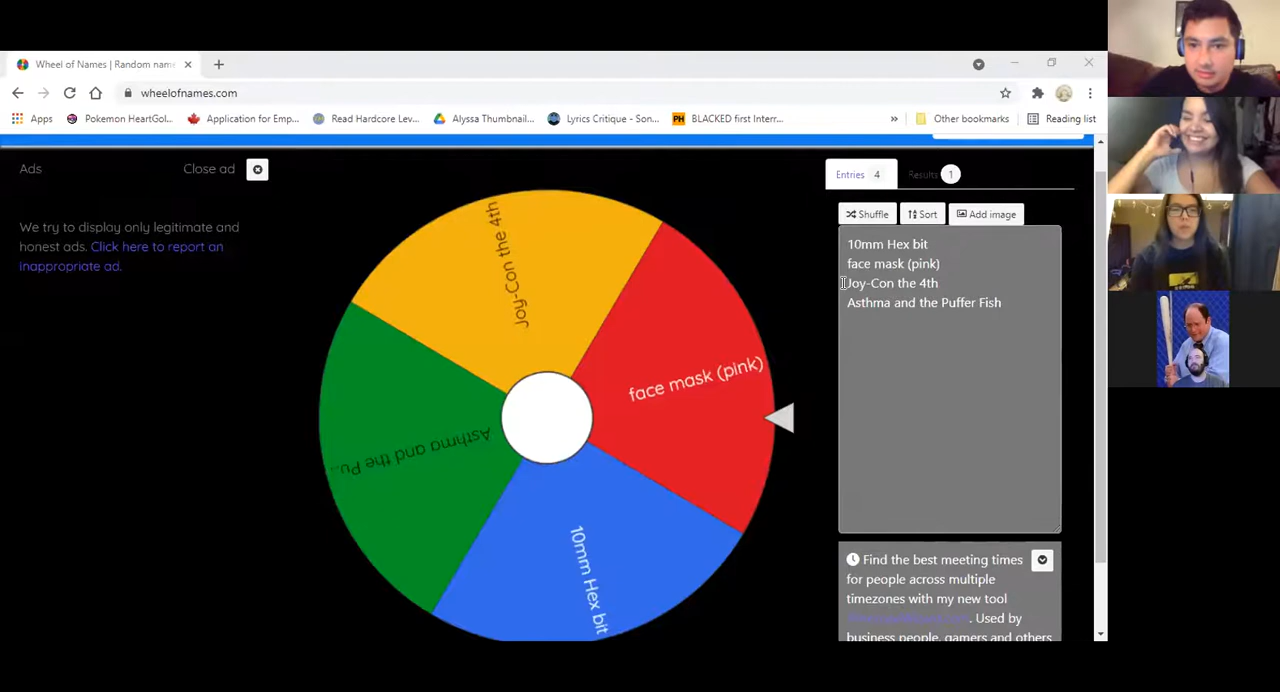 Wheel of Names | Random name
wheelofnames.com
Apps
Pokemon HeartGol...
Application for Emp...
Read Hardcore Lev...
Alyssa Thumbnail...
Lyrics Critique - Son...
PH
BLACKED first Interr...
»
Other bookmarks
Reading list
Ads
Close ad
We try to display only legitimate and
honest ads. Click here to report an
inappropriate ad.
Joy-Con the 4th
face mask (pink)
Asthma and the Pu...
10mm Hex bit
Entries 4
Results 1
Shuffle
Sort
Add image
10mm Hex bit
face mask (pink)
Joy-Con the 4th
Asthma and the Puffer Fish
Find the best meeting times
for people across multiple
timezones with my new tool
. Used by
business people, gamers and others